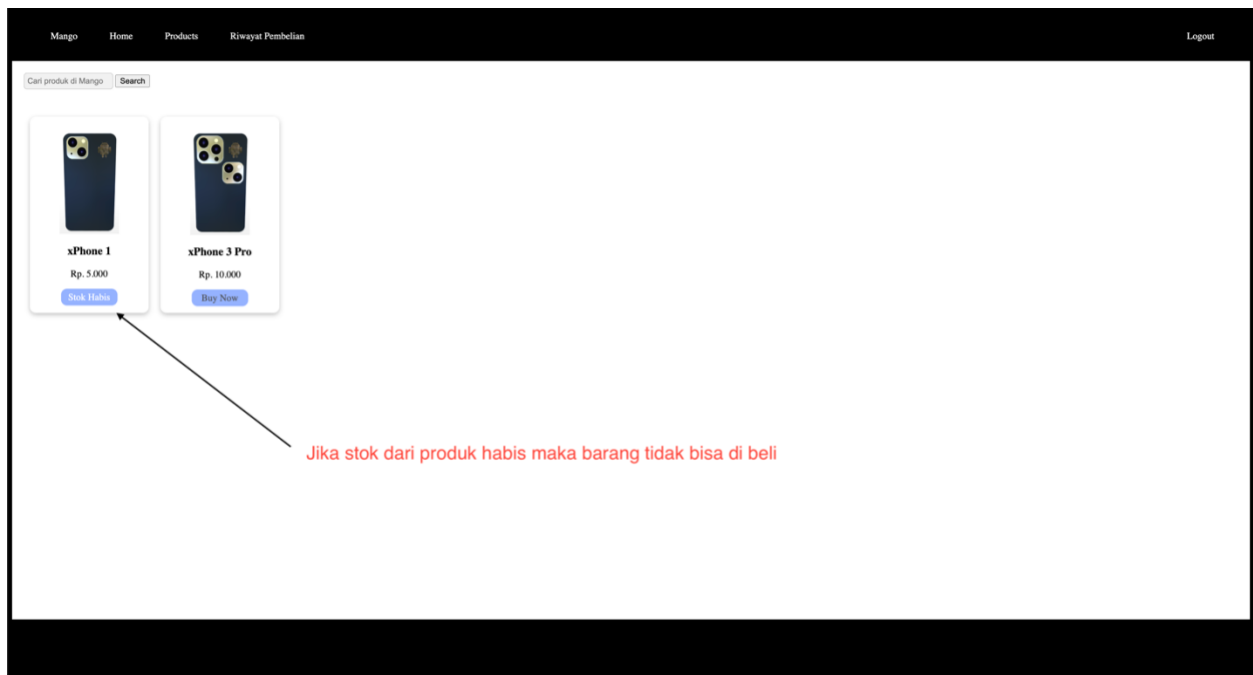 Mango Home Products Riwayat Pembelian Logout
Cari produk di Mango Search
xPhone 1
Rp. 5.000
Stok Habis
xPhone 3 Pro
Rp. 10.000
Buy Now
Jika stok dari produk habis maka barang tidak bisa di beli